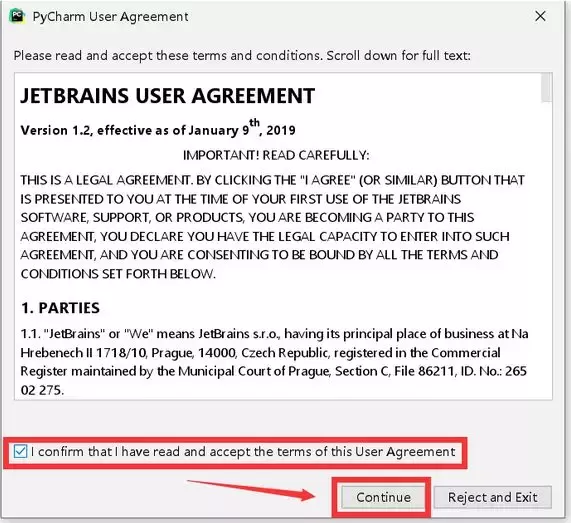 PyCharm User Agreement
Please read and accept these terms and conditions. Scroll down for full text:
JETBRAINS USER AGREEMENT
Version 1.2, effective as of January 9th, 2019
IMPORTANT! READ CAREFULLY:
THIS IS A LEGAL AGREEMENT. BY CLICKING THE "I AGREE" (OR SIMILAR) BUTTON THAT
IS PRESENTED TO YOU AT THE TIME OF YOUR FIRST USE OF THE JETBRAINS
SOFTWARE, SUPPORT, OR PRODUCTS, YOU ARE BECOMING A PARTY TO THIS
AGREEMENT, YOU DECLARE YOU HAVE THE LEGAL CAPACITY TO ENTER INTO SUCH
AGREEMENT, AND YOU ARE CONSENTING TO BE BOUND BY ALL THE TERMS AND
CONDITIONS SET FORTH BELOW.
1. PARTIES
1.1. "JetBrains" or "We" means JetBrains s.r.o., having its principal place of business at Na
Hrebenech II 1718/10, Prague, 14000, Czech Republic, registered in the Commercial
Register maintained by the Municipal Court of Prague, Section C, File 86211, ID. No.: 265
02 275.
I confirm that I have read and accept the terms of this User Agreement
Continue Reject and Exit